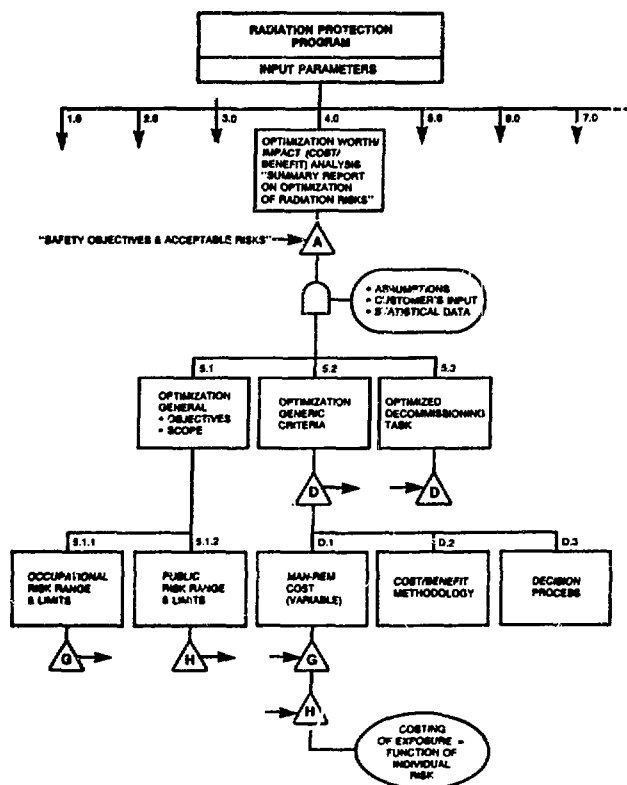 RADIATION PROTECTION
PROGRAM
INPUT PARAMETERS
1.0
2.0
3.0
4.0
5.0
6.0
7.0
OPTIMIZATION WORTH/
IMPACT (COST/
BENEFIT) ANALYSIS
"SUMMARY REPORT
ON OPTIMIZATION
OF RADIATION RISKS"
"SAFETY OBJECTIVES & ACCEPTABLE RISKS"
A
• ASSUMPTIONS
• CUSTOMER'S INPUT
• STATISTICAL DATA
5.1
5.2
5.3
OPTIMIZATION
GENERAL
• OBJECTIVES
• SCOPE
OPTIMIZATION
GENERIC
CRITERIA
OPTIMIZED
DECOMMISSIONING
TASK
D
D
5.1.1
5.1.2
D.1
D.2
D.3
OCCUPATIONAL
RISK RANGE
& LIMITS
PUBLIC
RISK RANGE
& LIMITS
MAN-REM
COST
(VARIABLE)
COST/BENEFIT
METHODOLOGY
DECISION
PROCESS
G
H
G
H
COSTING
OF EXPOSURE =
FUNCTION OF
INDIVIDUAL
RISK